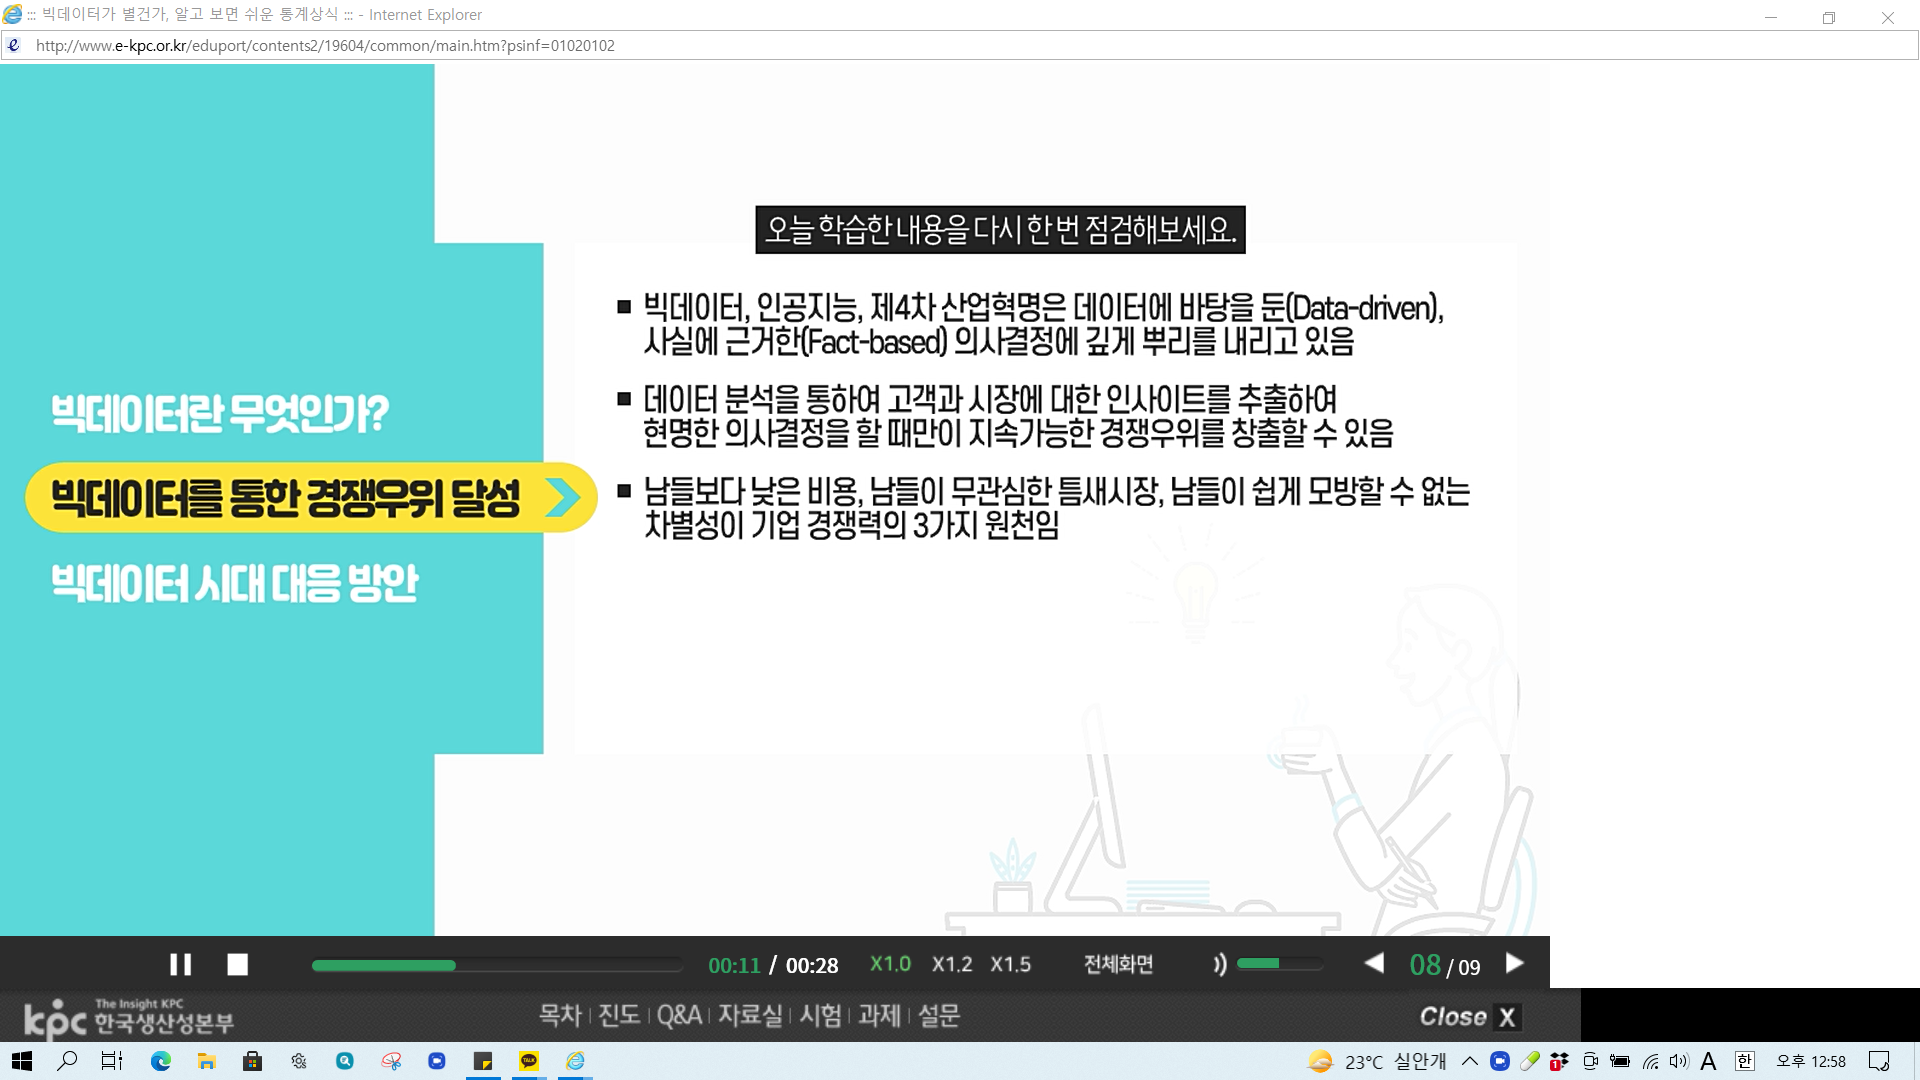 ::: 빅데이터가 별건가, 알고 보면 쉬운 통계상식 ::: - Internet Explorer
http://www.e-kpc.or.kr/eduport/contents2/19604/common/main.htm?psinf=01020102
빅데이터란 무엇인가?
빅데이터를 통한 경쟁우위 달성
빅데이터 시대 대응 방안
오늘 학습한 내용을 다시 한 번 점검해보세요.
■ 빅데이터, 인공지능, 제4차 산업혁명은 데이터에 바탕을 둔(Data-driven),
사실에 근거한(Fact-based) 의사결정에 깊게 뿌리를 내리고 있음
■ 데이터 분석을 통하여 고객과 시장에 대한 인사이트를 추출하여
현명한 의사결정을 할 때만이 지속가능한 경쟁우위를 창출할 수 있음
■ 남들보다 낮은 비용, 남들이 무관심한 틈새시장, 남들이 쉽게 모방할 수 없는
차별성이 기업 경쟁력의 3가지 원천임
00:11 / 00:28 X1.0 X1.2 X1.5 전체화면 08 / 09
The Insight KPC
kpc 한국생산성본부
목차 | 진도 | Q&A | 자료실 | 시험 | 과제 | 설문
Close X
TALK
23°C 실안개 1 A 한 오후 12:58